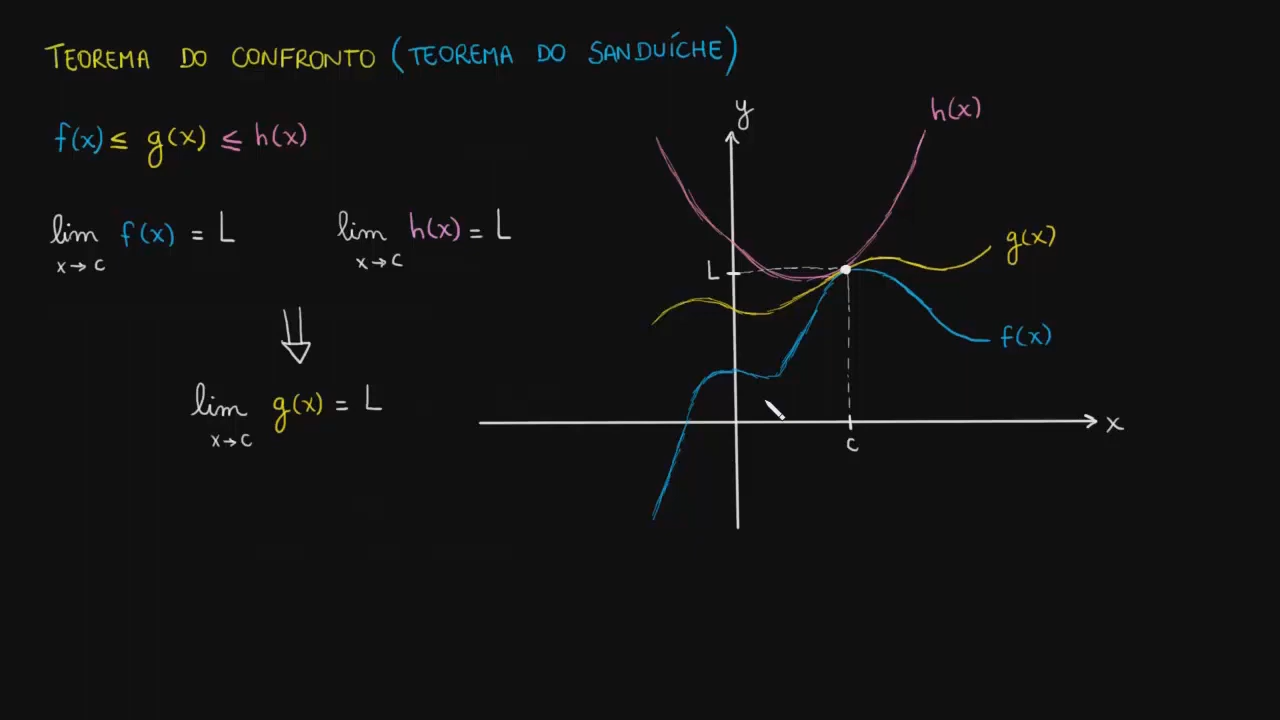 TEOREMA DO CONFRONTO (TEOREMA DO SANDUÍCHE)
f(x) ≤ g(x) ≤ h(x)
lim f(x) = L lim h(x) = L
x→c x→c
⇓
lim g(x) = L
x→c
y
h(x)
g(x)
L
f(x)
x
c